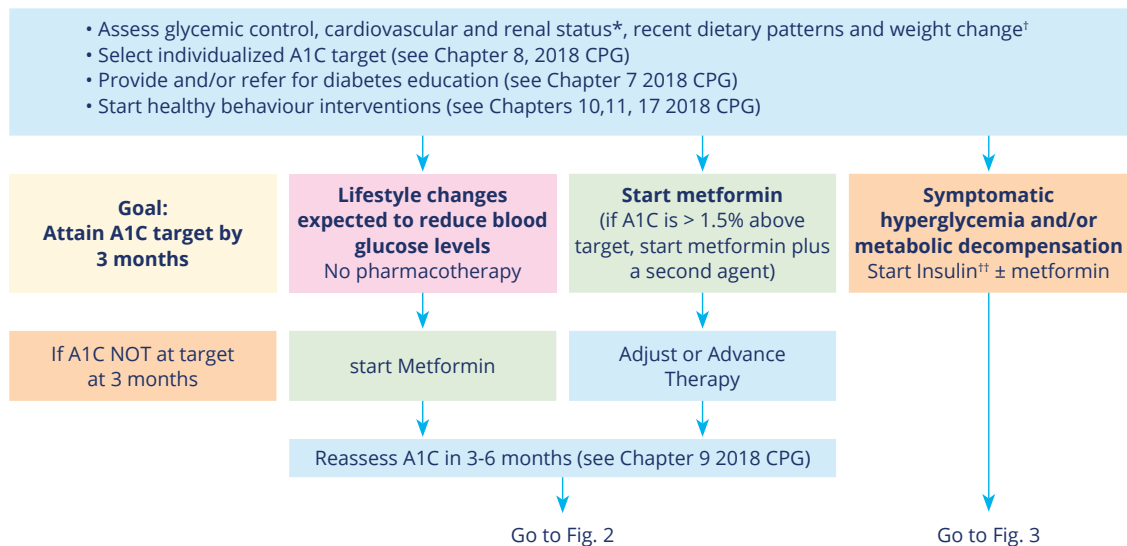 • Assess glycemic control, cardiovascular and renal status*, recent dietary patterns and weight change†
• Select individualized A1C target (see Chapter 8, 2018 CPG)
• Provide and/or refer for diabetes education (see Chapter 7 2018 CPG)
• Start healthy behaviour interventions (see Chapters 10,11, 17 2018 CPG)
Goal:
Attain A1C target by
3 months
Lifestyle changes
expected to reduce blood
glucose levels
No pharmacotherapy
Start metformin
(if A1C is > 1.5% above
target, start metformin plus
a second agent)
Symptomatic
hyperglycemia and/or
metabolic decompensation
Start Insulin†† ± metformin
If A1C NOT at target
at 3 months
start Metformin
Adjust or Advance
Therapy
Reassess A1C in 3-6 months (see Chapter 9 2018 CPG)
Go to Fig. 2
Go to Fig. 3